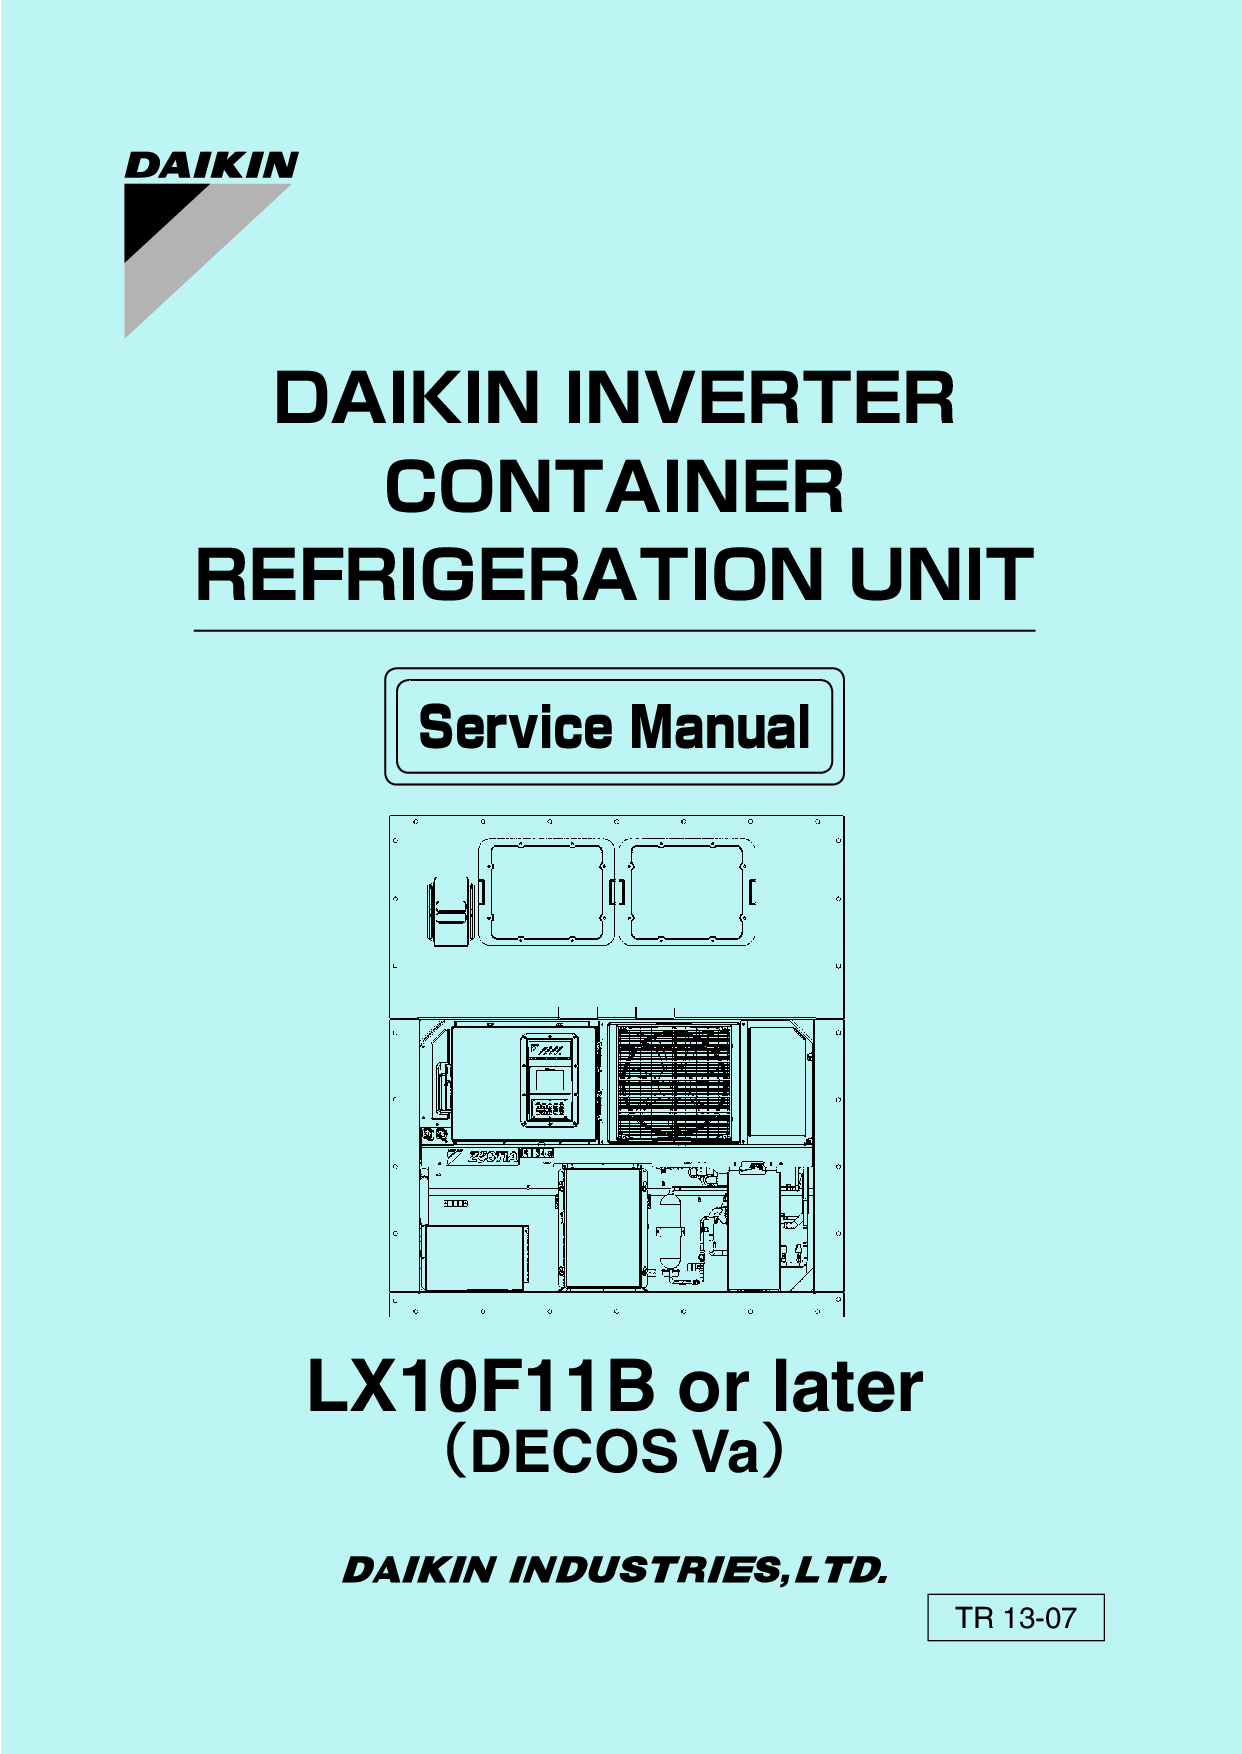 DAIKIN
DAIKIN INVERTER
CONTAINER
REFRIGERATION UNIT
Service Manual
ZeSTIA
LX10F11B or later
(DECOS Va)
DAIKIN INDUSTRIES,LTD.
TR 13-07